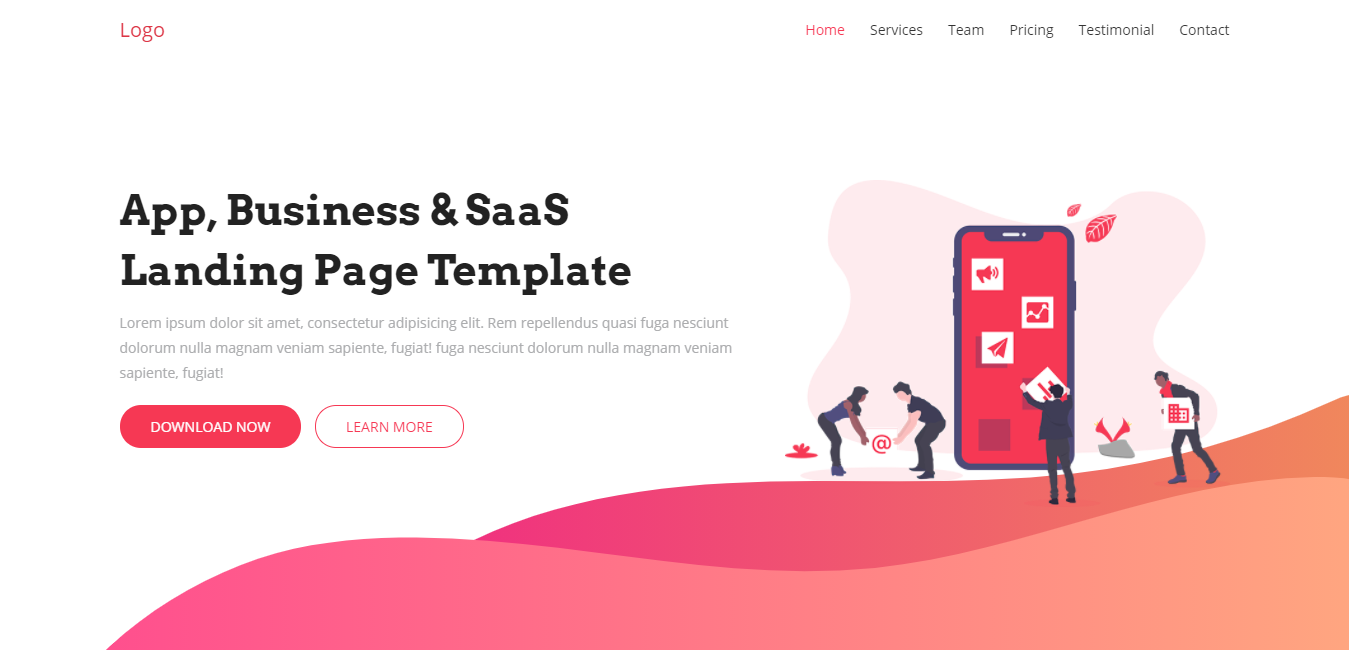 Logo
Home Services Team Pricing Testimonial Contact
App, Business & SaaS
Landing Page Template
Lorem ipsum dolor sit amet, consectetur adipisicing elit. Rem repellendus quasi fuga nesciunt
dolorum nulla magnam veniam sapiente, fugiat! fuga nesciunt dolorum nulla magnam veniam
sapiente, fugiat!
DOWNLOAD NOW
LEARN MORE
@